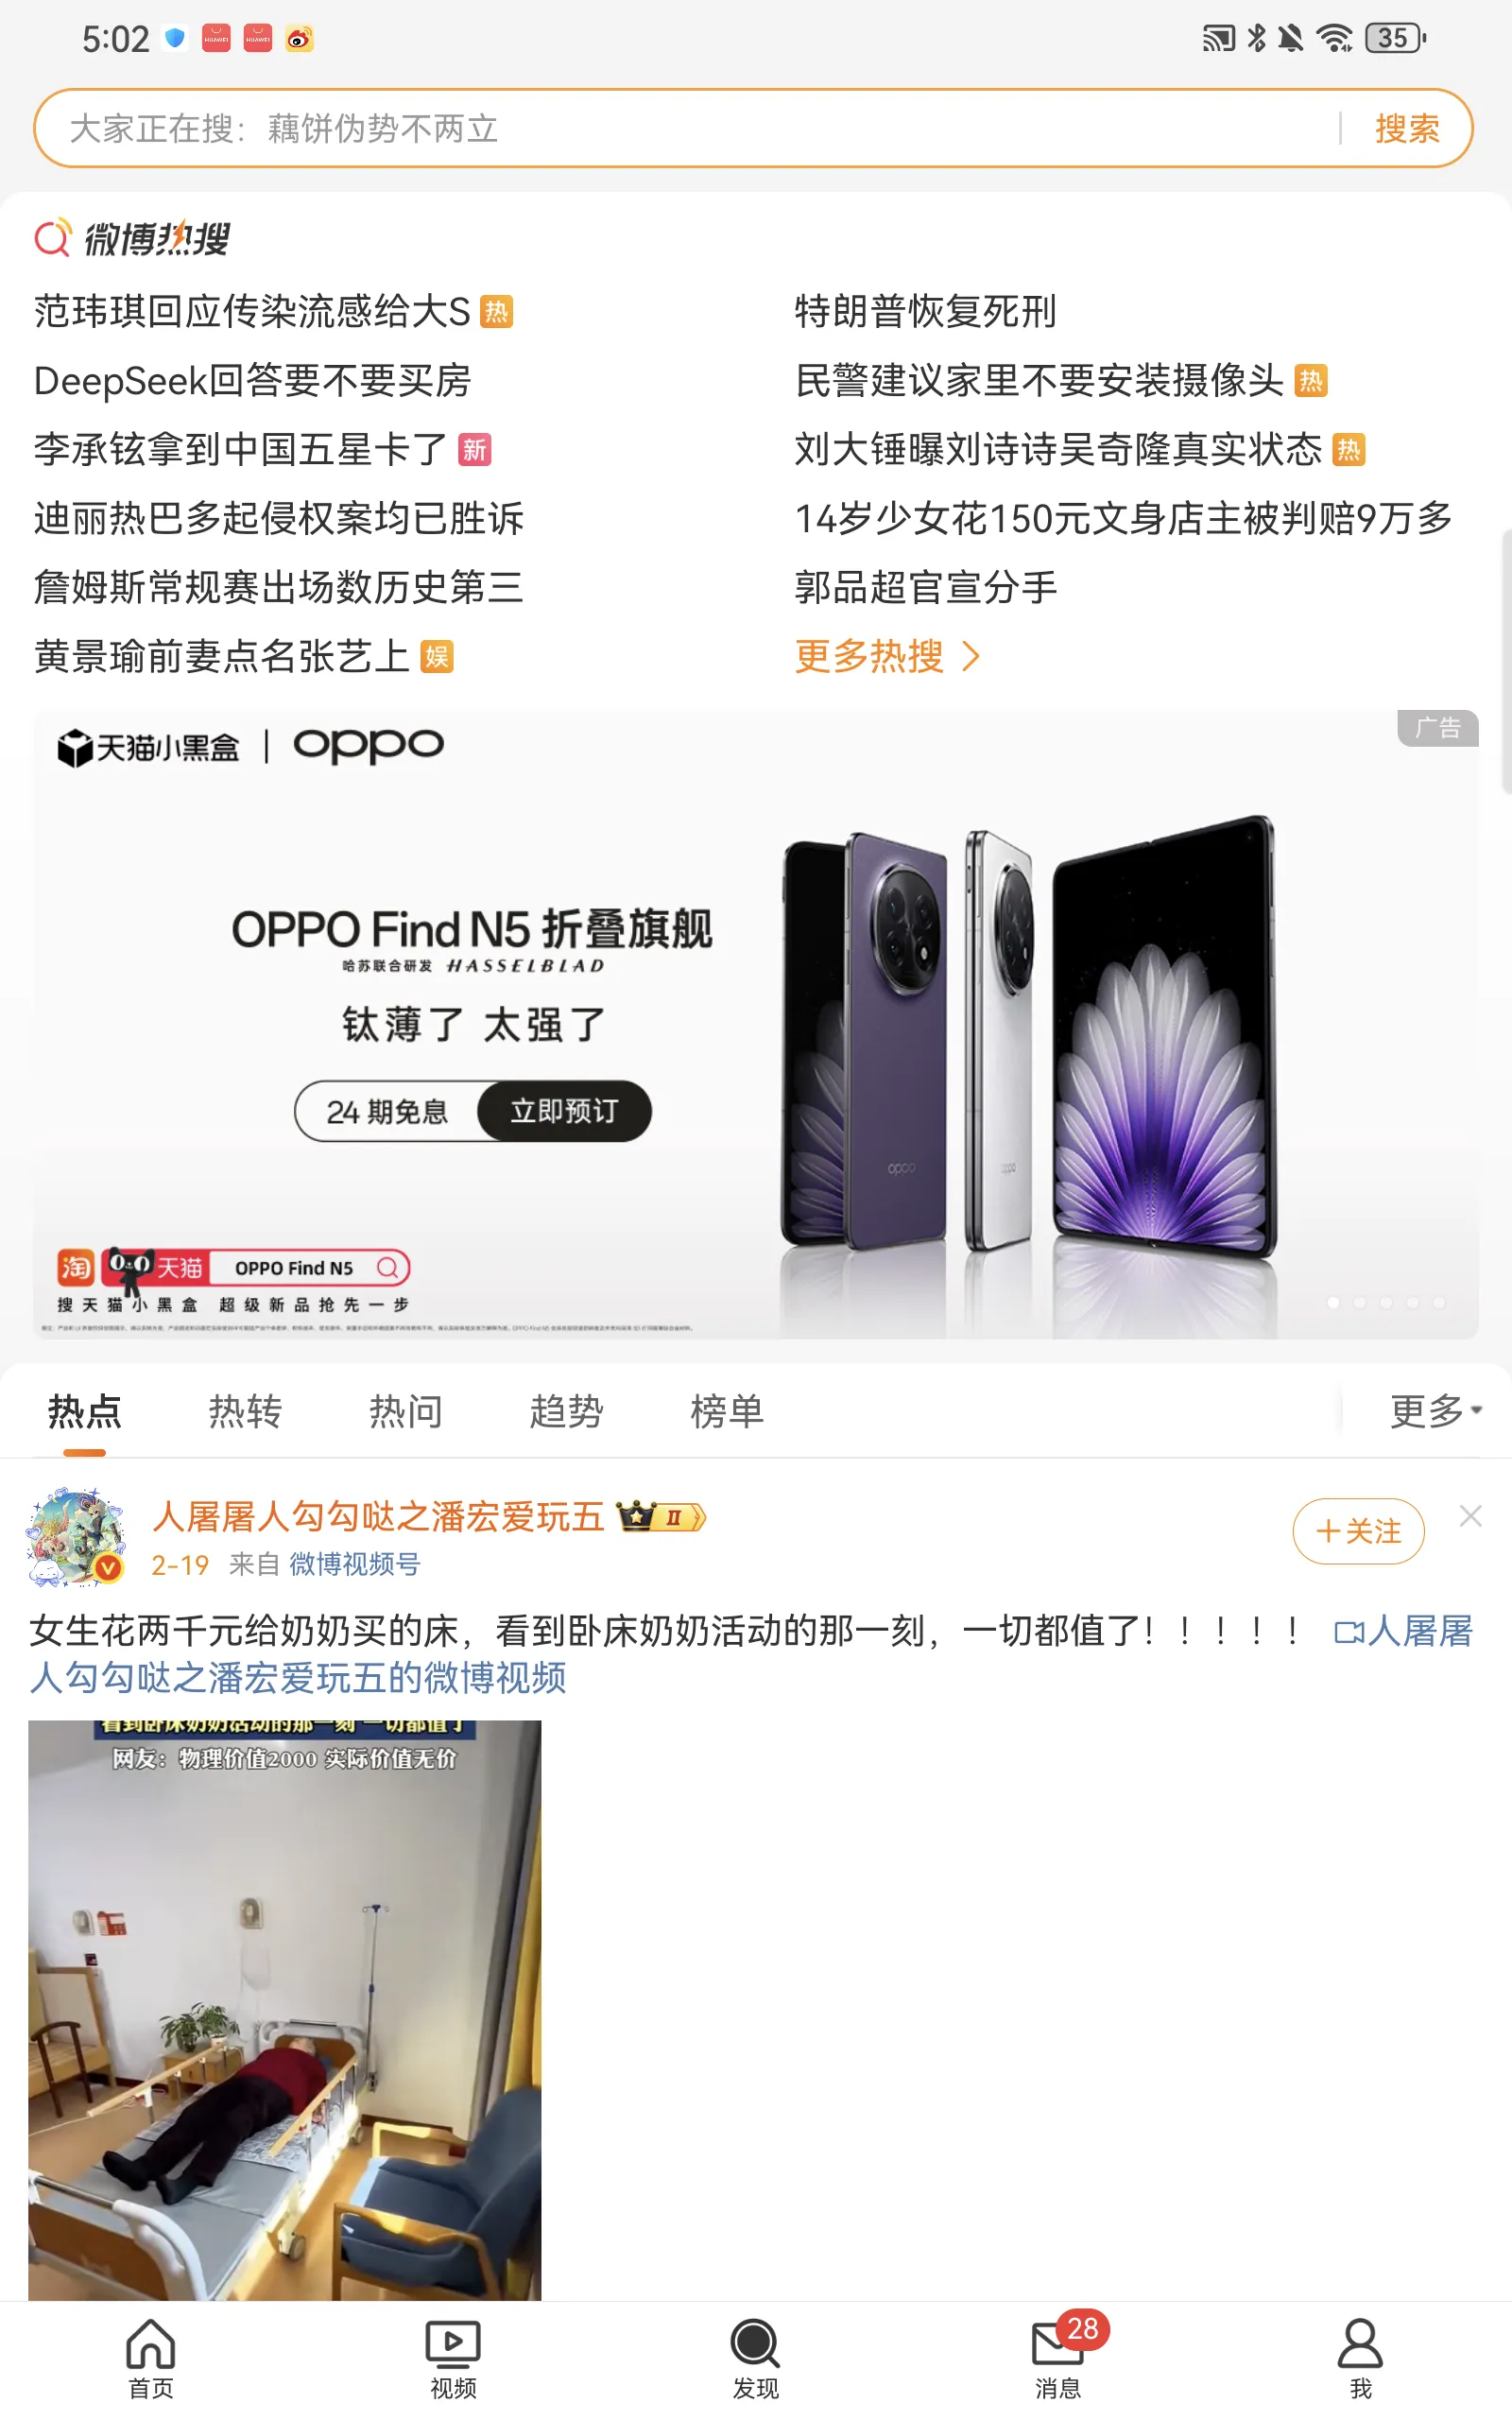 5:02
HUAWEI
HUAWEI
35
大家正在搜：藕饼伪势不两立
搜索
微博热搜
范玮琪回应传染流感给大S 热
特朗普恢复死刑
DeepSeek回答要不要买房
民警建议家里不要安装摄像头 热
李承铉拿到中国五星卡了 新
刘大锤曝刘诗诗吴奇隆真实状态 热
迪丽热巴多起侵权案均已胜诉
14岁少女花150元文身店主被判赔9万多
詹姆斯常规赛出场数历史第三
郭品超官宣分手
黄景瑜前妻点名张艺上 娱
更多热搜
天猫小黑盒 | oppo
广告
OPPO Find N5 折叠旗舰
哈苏联合研发 HASSELBLAD
钛薄了 太强了
24 期免息 立即预订
oppo
oppo
淘 天猫 OPPO Find N5
搜天猫小黑盒 超级新品抢先一步
热点 热转 热问 趋势 榜单 更多
人屠屠人勾勾哒之潘宏爱玩五 II
+关注
2-19 来自 微博视频号
女生花两千元给奶奶买的床，看到卧床奶奶活动的那一刻，一切都值了！！！！！ 人屠屠
人勾勾哒之潘宏爱玩五的微博视频
看到卧床奶奶活动的那一刻 一切都值了
网友：物理价值2000 实际价值无价
28
首页 视频 发现 消息 我